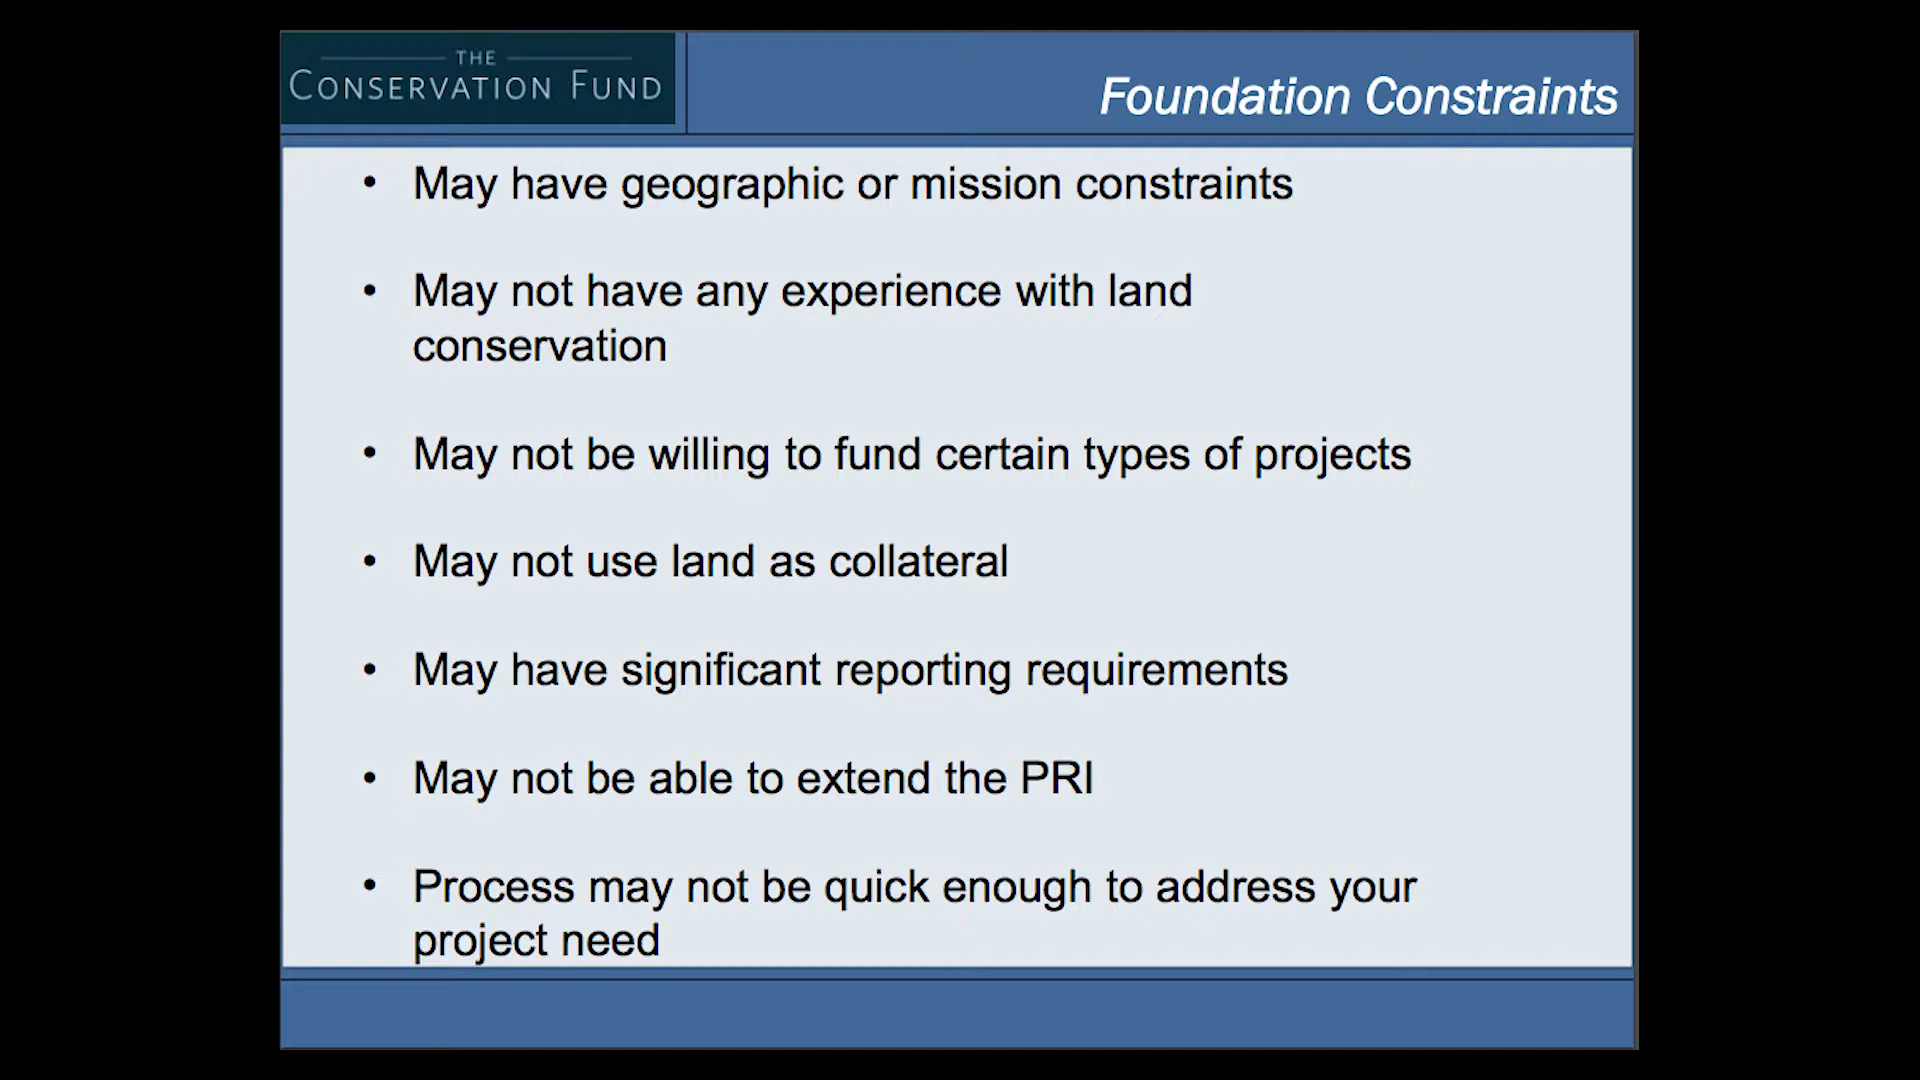 THE
CONSERVATION FUND
Foundation Constraints
• May have geographic or mission constraints
• May not have any experience with land
conservation
• May not be willing to fund certain types of projects
• May not use land as collateral
• May have significant reporting requirements
• May not be able to extend the PRI
• Process may not be quick enough to address your
project need